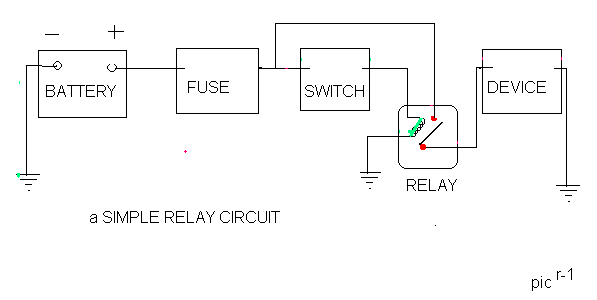 − +
BATTERY
FUSE
SWITCH
DEVICE
RELAY
a SIMPLE RELAY CIRCUIT
pic r-1